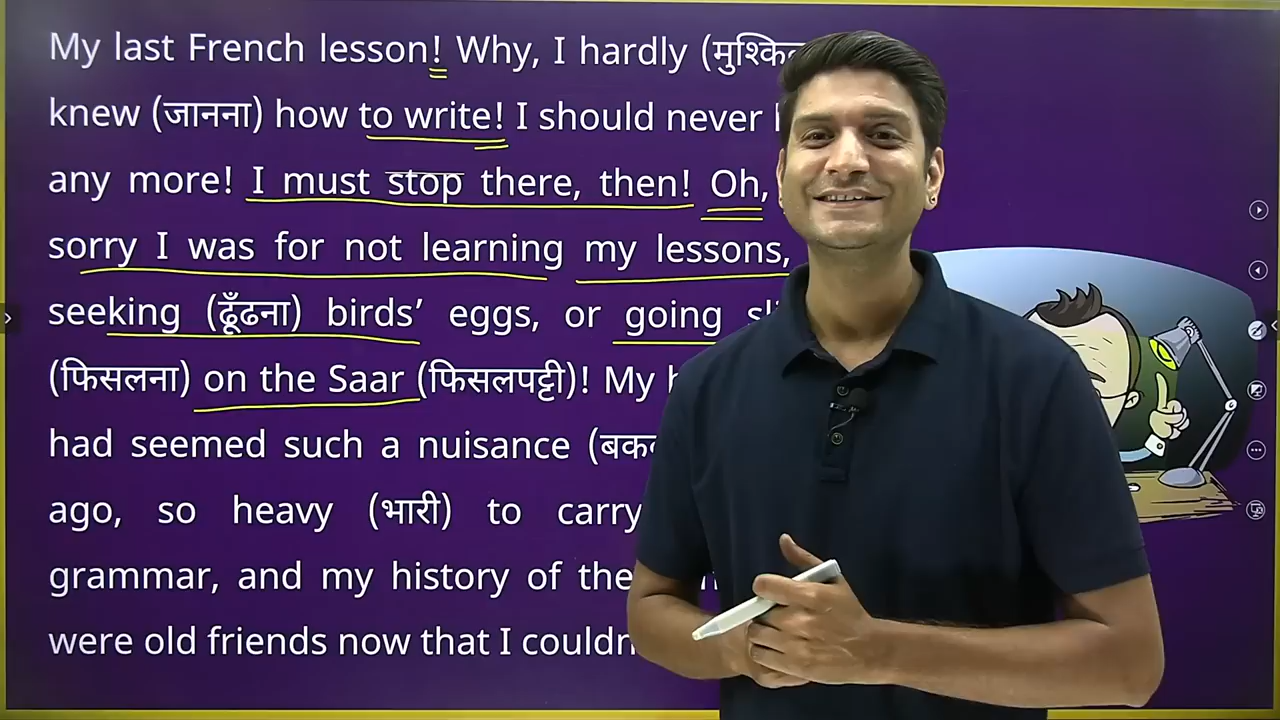 My last French lesson! Why, I hardly
knew (जानना) how to write! I should never
any more! I must stop there, then! Oh,
sorry I was for not learning my lessons,
seeking (ढूँढना) birds’ eggs, or going
(फिसलना) on the Saar (फिसलपट्टी)! My
had seemed such a nuisance
ago, so heavy (भारी) to carry
grammar, and my history of the
were old friends now that I